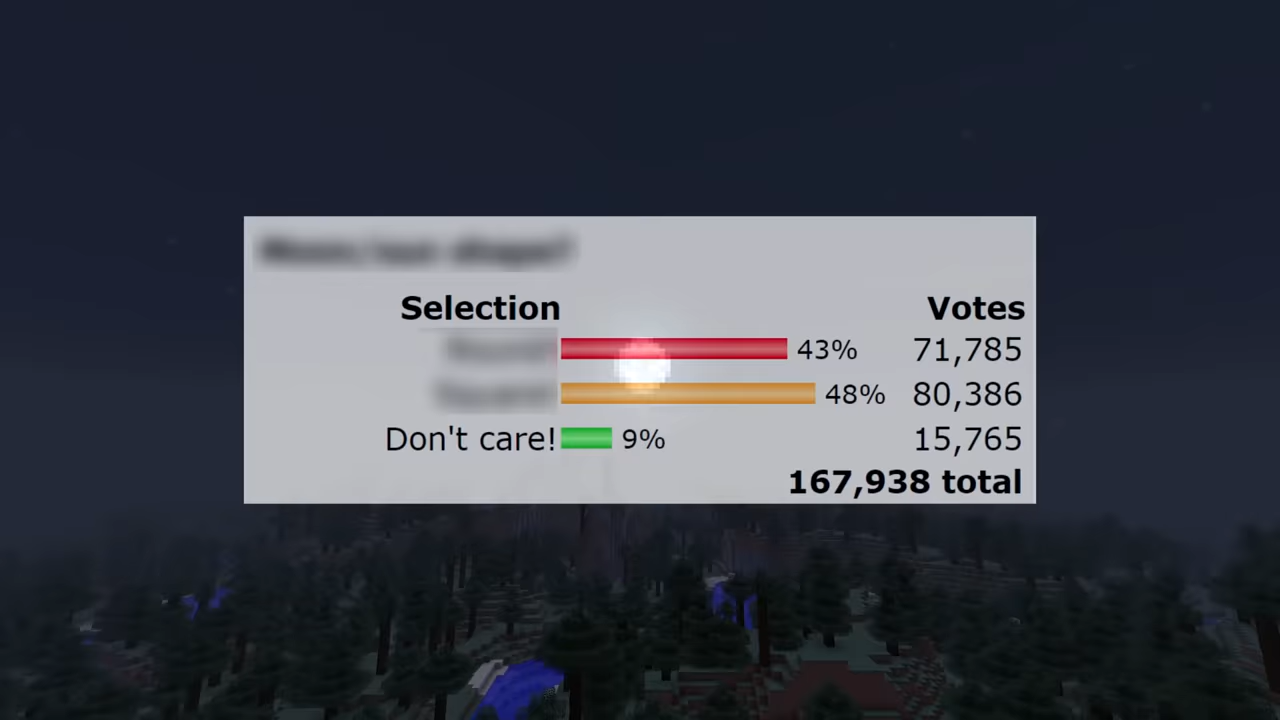 Selection Votes
43% 71,785
48% 80,386
Don't care! 9% 15,765
167,938 total